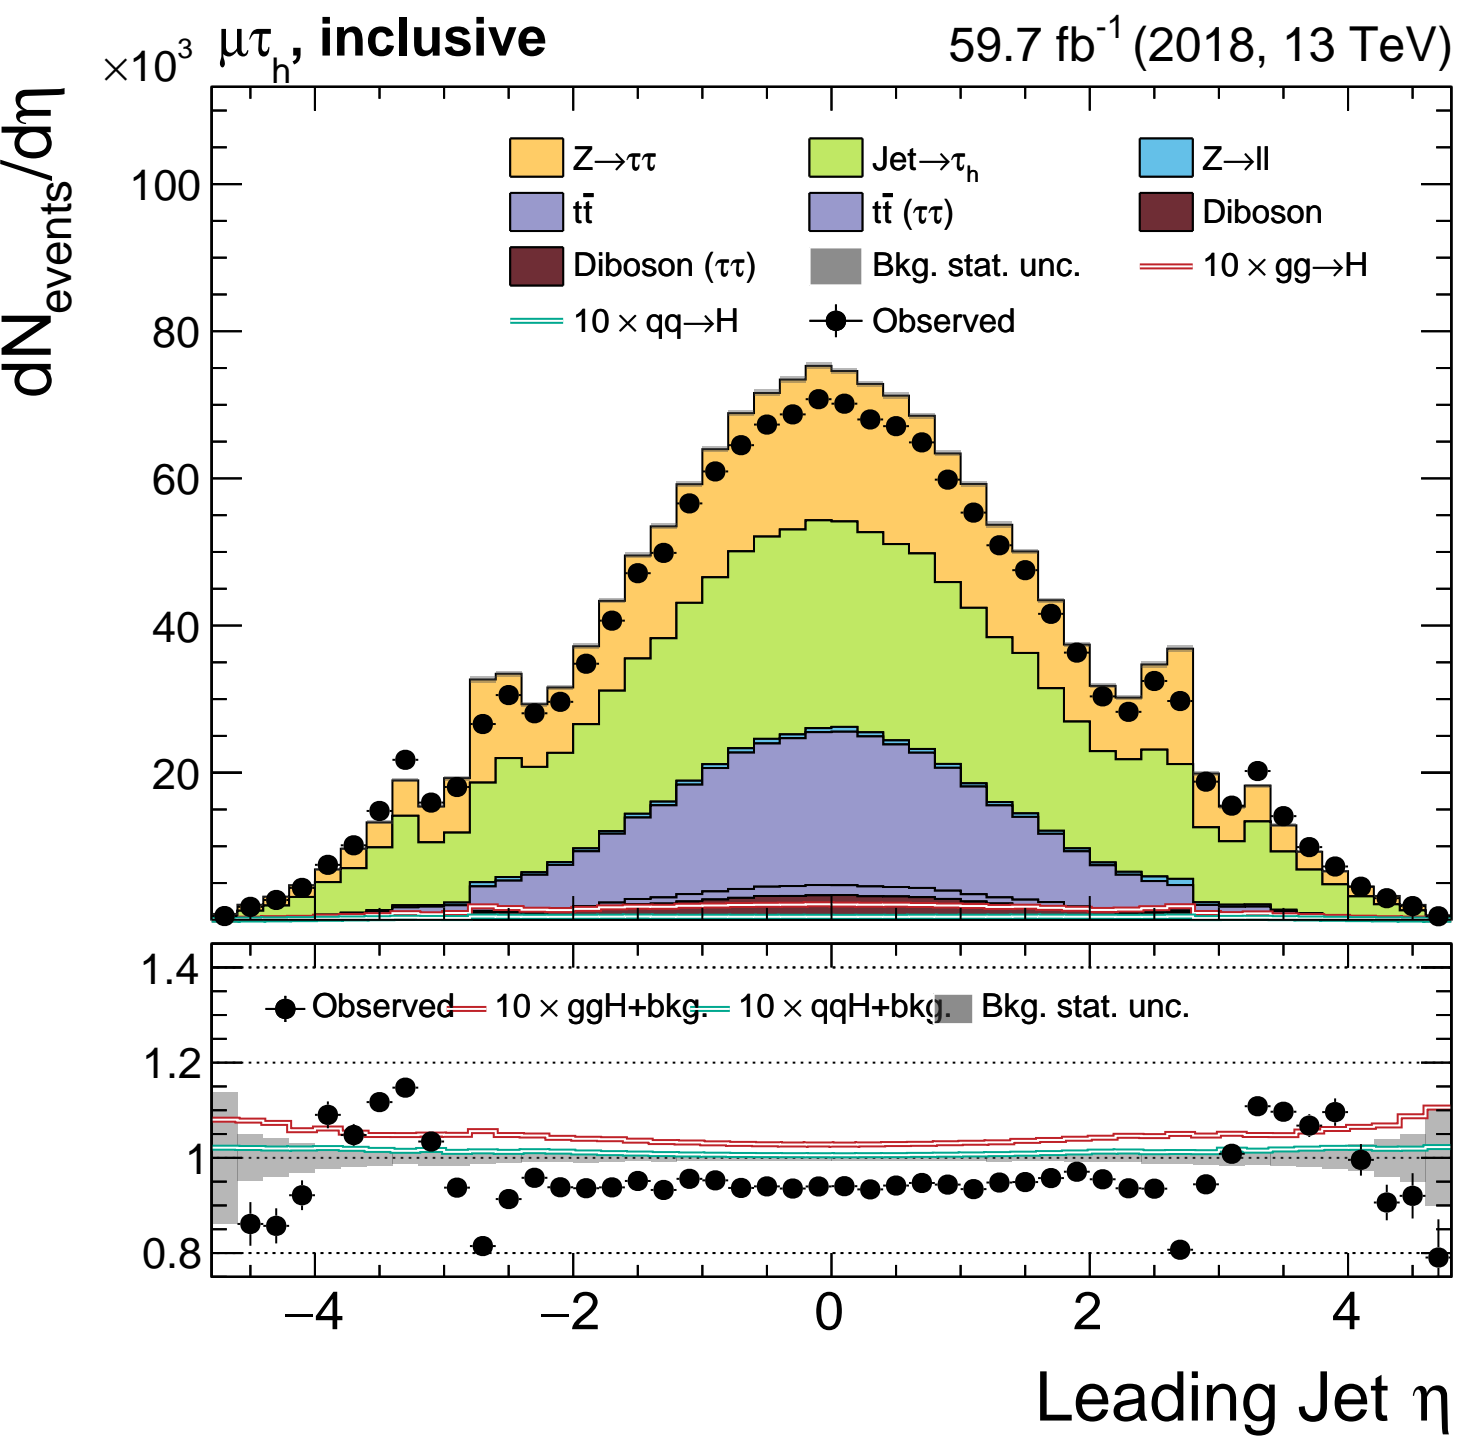 ×10³ μτₕ, inclusive 59.7 fb⁻¹ (2018, 13 TeV)
dN_events/dη
Z→ττ Jet→τₕ Z→ll
tt̄ tt̄ (ττ) Diboson
Diboson (ττ) Bkg. stat. unc. 10 × gg→H
10 × qq→H Observed
100
80
60
40
20
1.4
Observed 10 × ggH+bkg. 10 × qqH+bkg. Bkg. stat. unc.
1.2
1
0.8
−4 −2 0 2 4
Leading Jet η